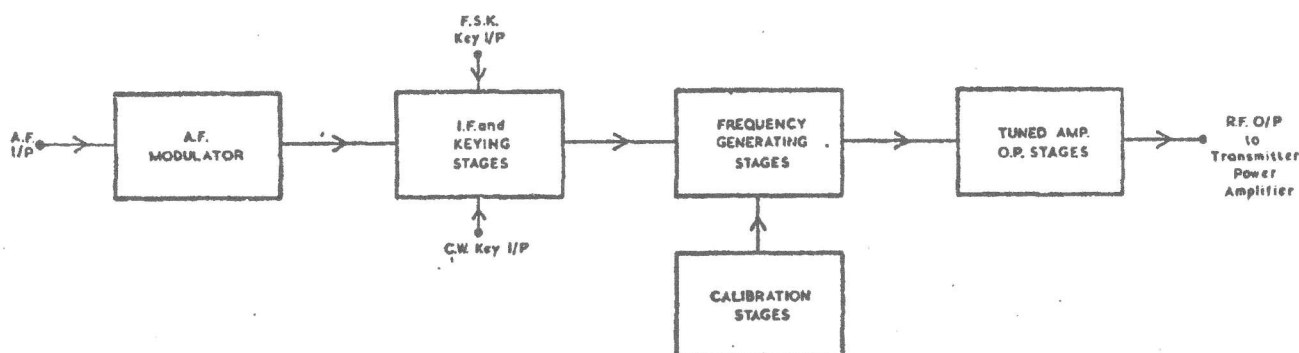 F.S.K.
Key I/P
A.F.
I/P
A.F.
MODULATOR
I.F. and
KEYING
STAGES
C.W. Key I/P
FREQUENCY
GENERATING
STAGES
CALIBRATION
STAGES
TUNED AMP.
O.P. STAGES
R.F. O/P
to
Transmitter
Power
Amplifier